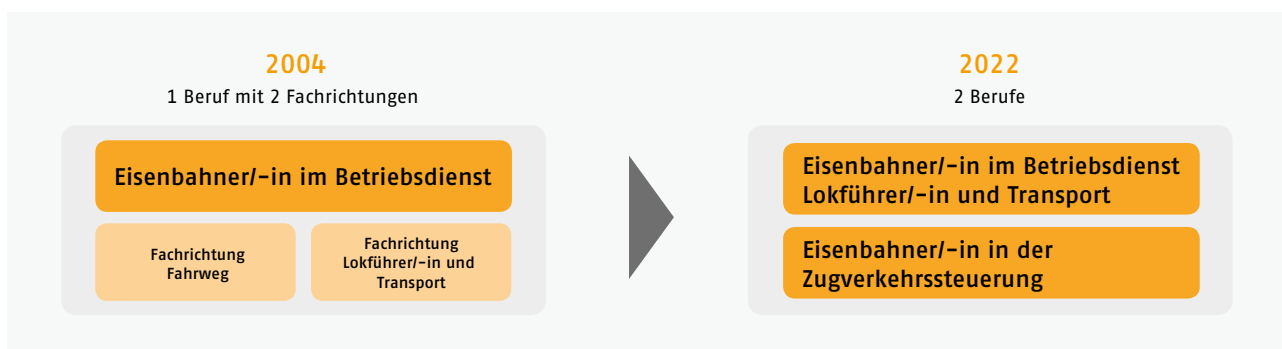 2004
1 Beruf mit 2 Fachrichtungen
Eisenbahner/-in im Betriebsdienst
Fachrichtung
Fahrweg
Fachrichtung
Lokführer/-in und
Transport
2022
2 Berufe
Eisenbahner/-in im Betriebsdienst
Lokführer/-in und Transport
Eisenbahner/-in in der
Zugverkehrssteuerung